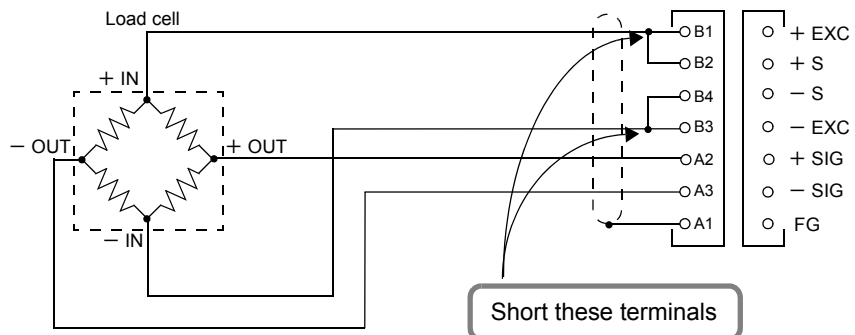 Load cell
+ IN
− OUT
+ OUT
− IN
B1
B2
B4
B3
A2
A3
A1
+ EXC
+ S
− S
− EXC
+ SIG
− SIG
FG
Short these terminals